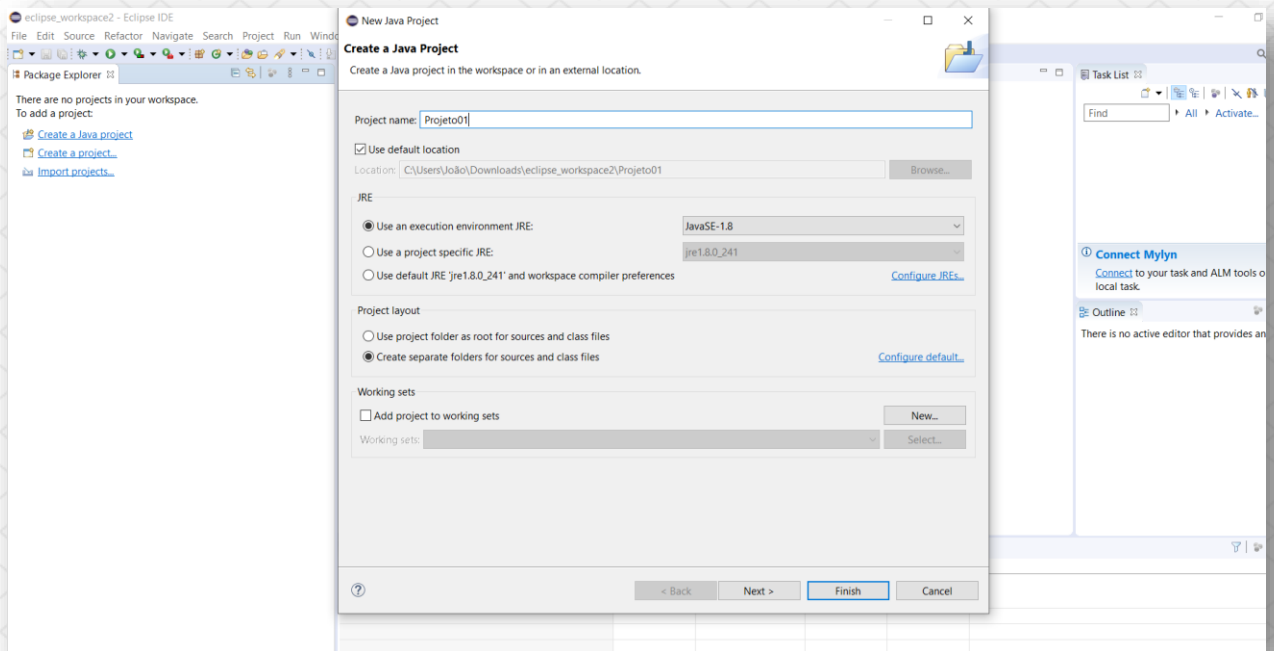 eclipse_workspace2 - Eclipse IDE
File Edit Source Refactor Navigate Search Project Run
Package Explorer
There are no projects in your workspace.
To add a project:
Create a Java project
Create a project...
Import projects...
New Java Project
Create a Java Project
Create a Java project in the workspace or in an external location.
Project name: Projeto01
Use default location
Location: C:\Users\João\Downloads\eclipse_workspace2\Projeto01 Browse...
JRE
Use an execution environment JRE: JavaSE-1.8
Use a project specific JRE: jre1.8.0_241
Use default JRE 'jre1.8.0_241' and workspace compiler preferences Configure JREs...
Project layout
Use project folder as root for sources and class files
Create separate folders for sources and class files Configure default...
Working sets
Add project to working sets New...
Working sets: Select...
< Back Next > Finish Cancel
Task List
Find All Activate...
Connect Mylyn
Connect to your task and ALM tools o
local task.
Outline
There is no active editor that provides an